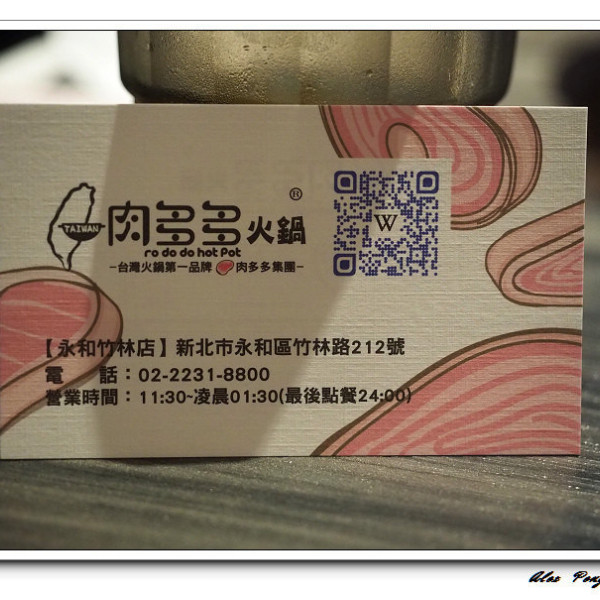 TAIWAN
肉多多火鍋®
ro do do hot Pot
－台灣火鍋第一品牌 肉多多集團－
W
【永和竹林店】新北市永和區竹林路212號
電　話：02-2231-8800
營業時間：11:30~凌晨01:30(最後點餐24:00)
Alex